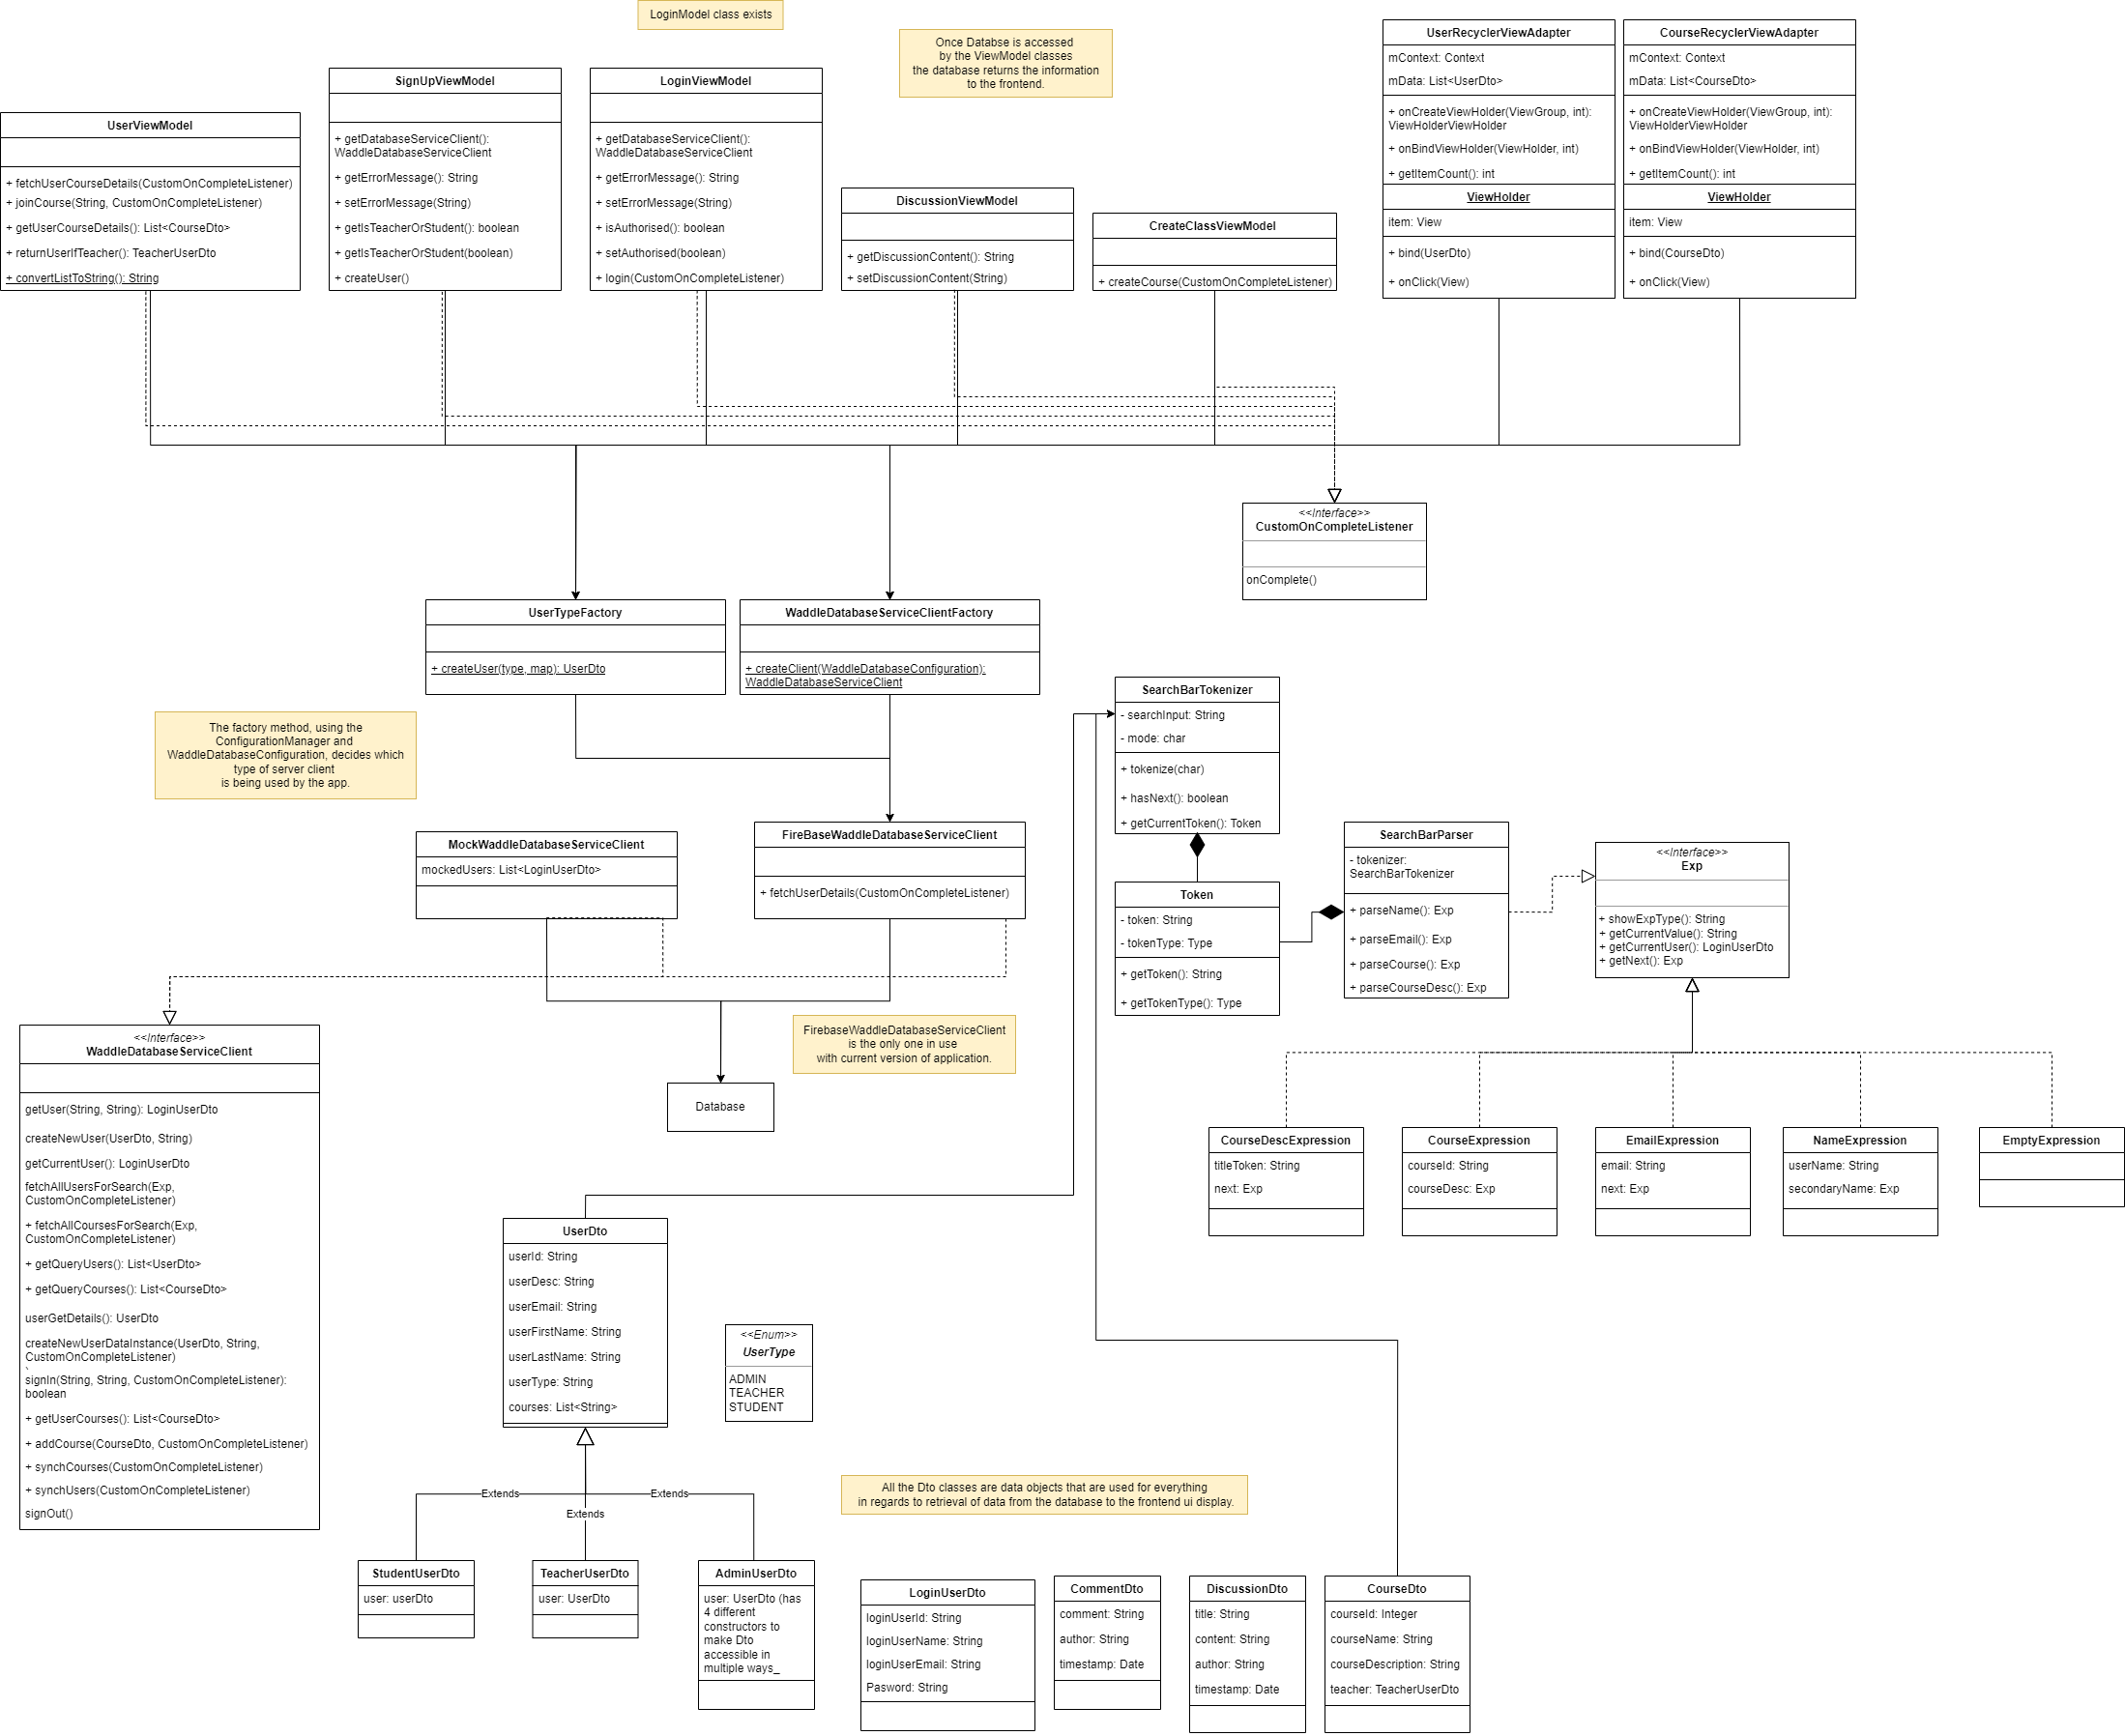 LoginModel class exists
Once Databse is accessed
by the ViewModel classes
the database returns the information
to the frontend.
UserViewModel
+ fetchUserCourseDetails(CustomOnCompleteListener)
+ joinCourse(String, CustomOnCompleteListener)
+ getUserCourseDetails(): List<CourseDto>
+ returnUserIfTeacher(): TeacherUserDto
+ convertListToString(): String
SignUpViewModel
+ getDatabaseServiceClient():
WaddleDatabaseServiceClient
+ getErrorMessage(): String
+ setErrorMessage(String)
+ getIsTeacherOrStudent(): boolean
+ getIsTeacherOrStudent(boolean)
+ createUser()
LoginViewModel
+ getDatabaseServiceClient():
WaddleDatabaseServiceClient
+ getErrorMessage(): String
+ setErrorMessage(String)
+ isAuthorised(): boolean
+ setAuthorised(boolean)
+ login(CustomOnCompleteListener)
DiscussionViewModel
+ getDiscussionContent(): String
+ setDiscussionContent(String)
CreateClassViewModel
+ createCourse(CustomOnCompleteListener)
UserRecyclerViewAdapter
mContext: Context
mData: List<UserDto>
+ onCreateViewHolder(ViewGroup, int):
ViewHolderViewHolder
+ onBindViewHolder(ViewHolder, int)
+ getItemCount(): int
ViewHolder
item: View
+ bind(UserDto)
+ onClick(View)
CourseRecyclerViewAdapter
mContext: Context
mData: List<CourseDto>
+ onCreateViewHolder(ViewGroup, int):
ViewHolderViewHolder
+ onBindViewHolder(ViewHolder, int)
+ getItemCount(): int
ViewHolder
item: View
+ bind(CourseDto)
+ onClick(View)
<<Interface>>
CustomOnCompleteListener
onComplete()
UserTypeFactory
+ createUser(type, map): UserDto
WaddleDatabaseServiceClientFactory
+ createClient(WaddleDatabaseConfiguration):
WaddleDatabaseServiceClient
The factory method, using the
ConfigurationManager and
WaddleDatabaseConfiguration, decides which
type of server client
is being used by the app.
MockWaddleDatabaseServiceClient
mockedUsers: List<LoginUserDto>
FireBaseWaddleDatabaseServiceClient
+ fetchUserDetails(CustomOnCompleteListener)
SearchBarTokenizer
- searchInput: String
- mode: char
+ tokenize(char)
+ hasNext(): boolean
+ getCurrentToken(): Token
Token
- token: String
- tokenType: Type
+ getToken(): String
+ getTokenType(): Type
SearchBarParser
- tokenizer:
SearchBarTokenizer
+ parseName(): Exp
+ parseEmail(): Exp
+ parseCourse(): Exp
+ parseCourseDesc(): Exp
<<Interface>>
Exp
+ showExpType(): String
+ getCurrentValue(): String
+ getCurrentUser(): LoginUserDto
+ getNext(): Exp
<<Interface>>
WaddleDatabaseServiceClient
getUser(String, String): LoginUserDto
createNewUser(UserDto, String)
getCurrentUser(): LoginUserDto
fetchAllUsersForSearch(Exp,
CustomOnCompleteListener)
+ fetchAllCoursesForSearch(Exp,
CustomOnCompleteListener)
+ getQueryUsers(): List<UserDto>
+ getQueryCourses(): List<CourseDto>
userGetDetails(): UserDto
createNewUserDataInstance(UserDto, String,
CustomOnCompleteListener)
signIn(String, String, CustomOnCompleteListener):
boolean
+ getUserCourses(): List<CourseDto>
+ addCourse(CourseDto, CustomOnCompleteListener)
+ synchCourses(CustomOnCompleteListener)
+ synchUsers(CustomOnCompleteListener)
signOut()
FirebaseWaddleDatabaseServiceClient
is the only one in use
with current version of application.
Database
CourseDescExpression
titleToken: String
next: Exp
CourseExpression
courseId: String
courseDesc: Exp
EmailExpression
email: String
next: Exp
NameExpression
userName: String
secondaryName: Exp
EmptyExpression
UserDto
userId: String
userDesc: String
userEmail: String
userFirstName: String
userLastName: String
userType: String
courses: List<String>
<<Enum>>
UserType
ADMIN
TEACHER
STUDENT
Extends
Extends
Extends
All the Dto classes are data objects that are used for everything
in regards to retrieval of data from the database to the frontend ui display.
StudentUserDto
user: userDto
TeacherUserDto
user: UserDto
AdminUserDto
user: UserDto (has
4 different
constructors to
make Dto
accessible in
multiple ways_
LoginUserDto
loginUserId: String
loginUserName: String
loginUserEmail: String
Pasword: String
CommentDto
comment: String
author: String
timestamp: Date
DiscussionDto
title: String
content: String
author: String
timestamp: Date
CourseDto
courseId: Integer
courseName: String
courseDescription: String
teacher: TeacherUserDto